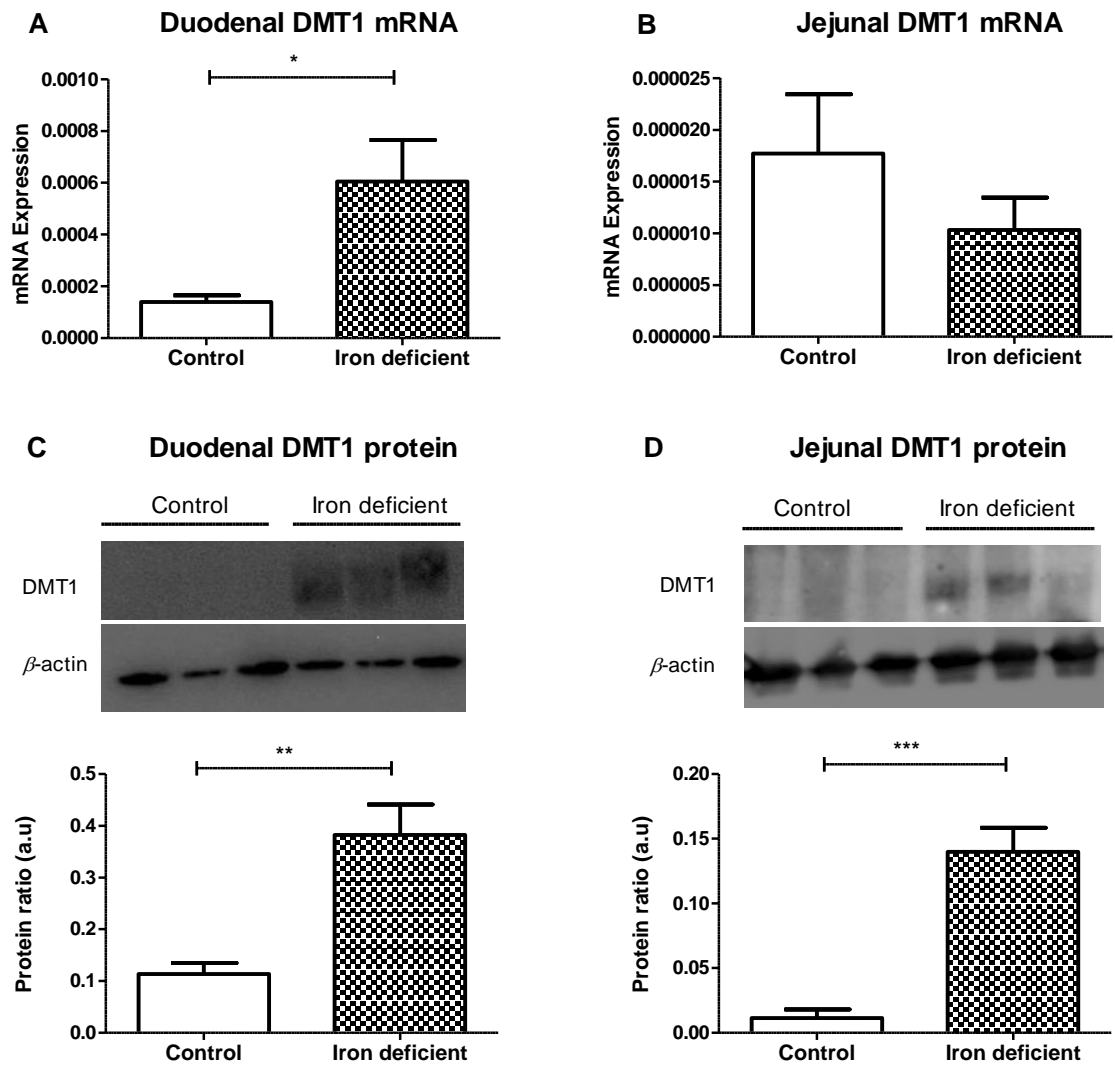 A Duodenal DMT1 mRNA
*
mRNA Expression
0.0010
0.0008
0.0006
0.0004
0.0002
0.0000
Control Iron deficient
B Jejunal DMT1 mRNA
mRNA Expression
0.000025
0.000020
0.000015
0.000010
0.000005
0.000000
Control Iron deficient
C Duodenal DMT1 protein
Control Iron deficient
DMT1
β-actin
**
Protein ratio (a.u)
0.5
0.4
0.3
0.2
0.1
0.0
Control Iron deficient
D Jejunal DMT1 protein
Control Iron deficient
DMT1
β-actin
***
Protein ratio (a.u)
0.20
0.15
0.10
0.05
0.00
Control Iron deficient